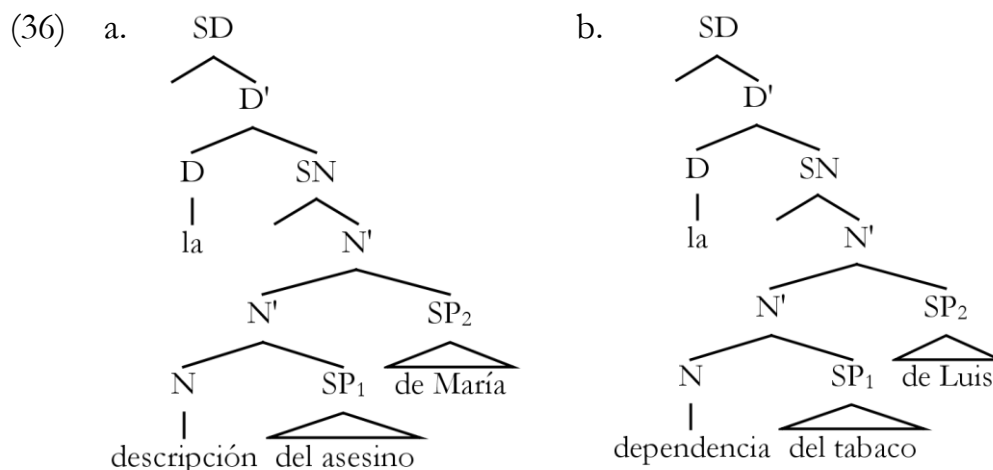 (36) a. SD b. SD
D' D'
D SN D SN
la N' la N'
N' SP₂ N' SP₂
N SP₁ de María N SP₁ de Luis
descripción del asesino dependencia del tabaco